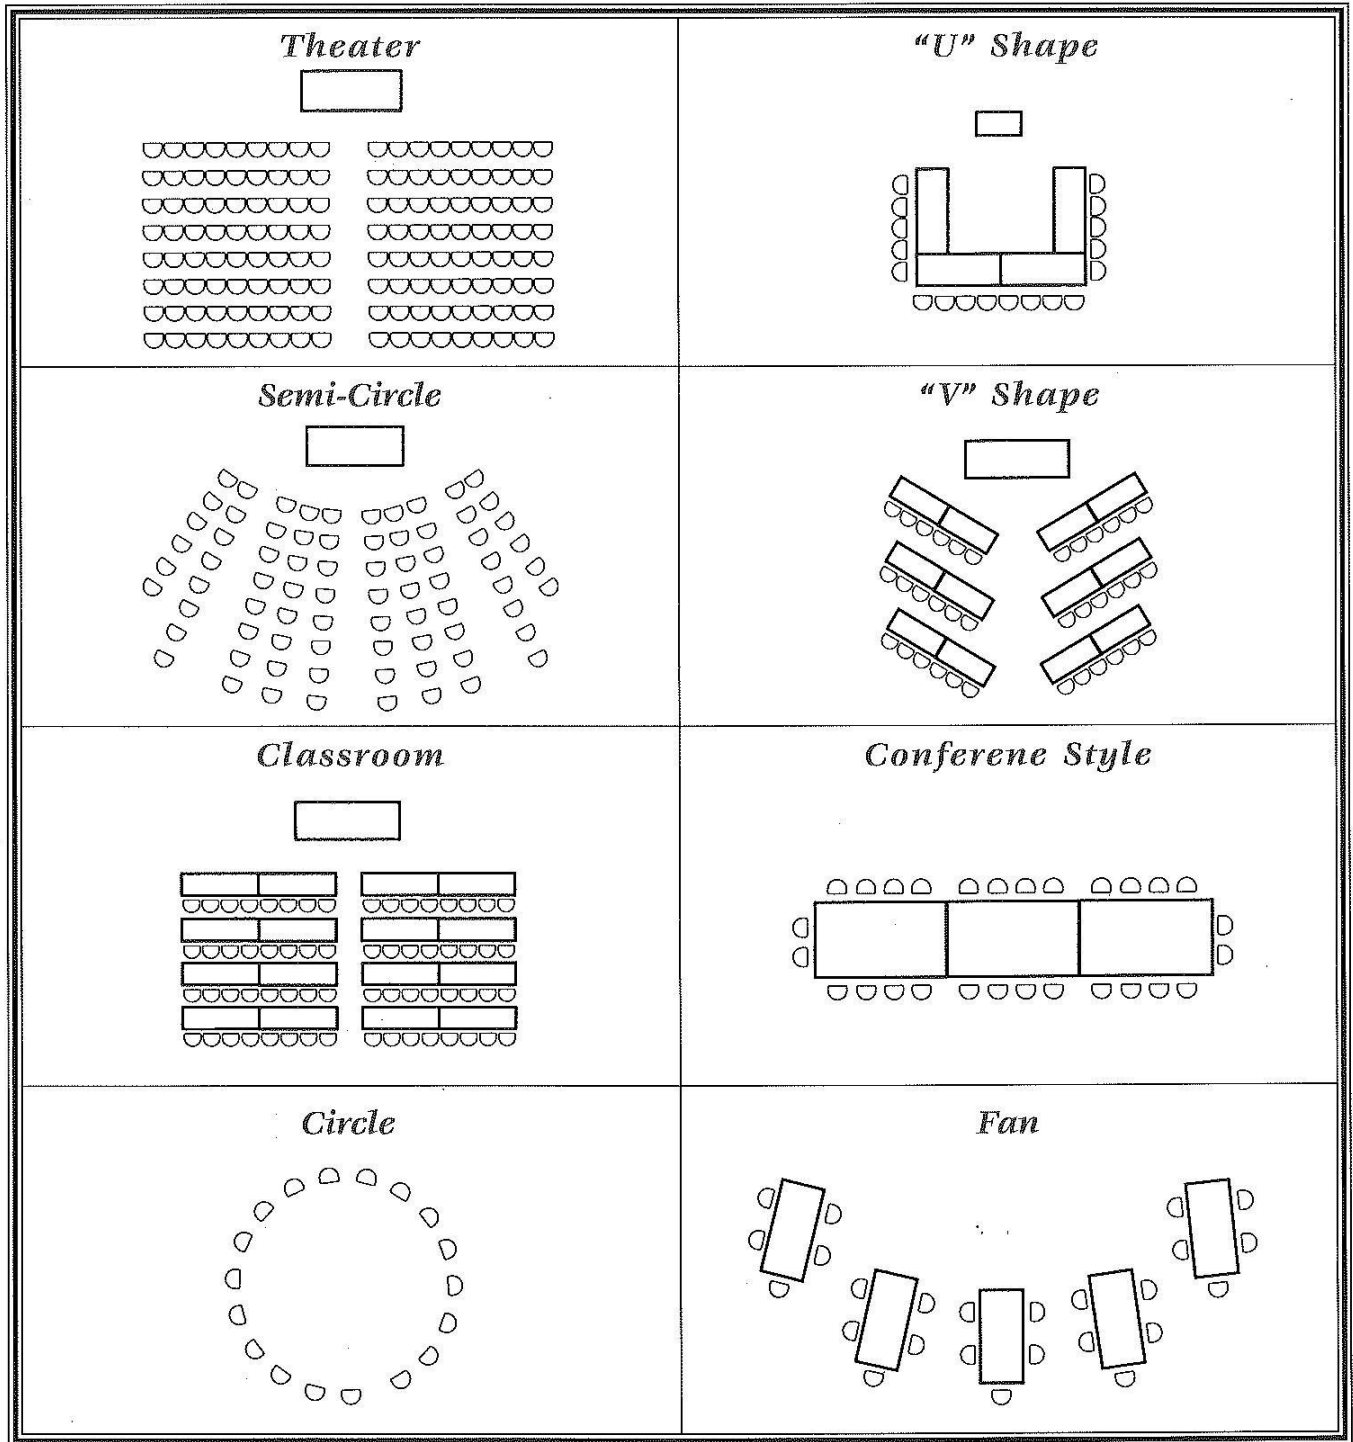 Theater
"U" Shape
Semi-Circle
"V" Shape
Classroom
Conferene Style
Circle
Fan